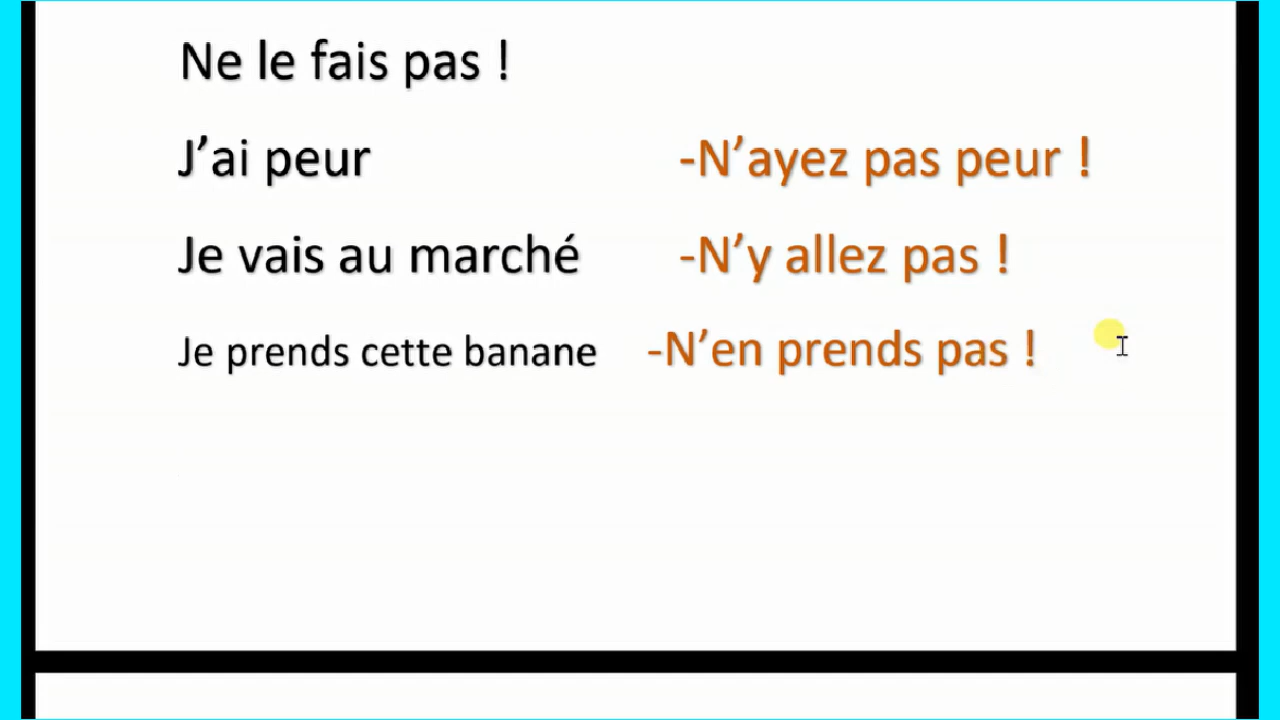 Ne le fais pas !
J’ai peur -N’ayez pas peur !
Je vais au marché -N’y allez pas !
Je prends cette banane -N’en prends pas !